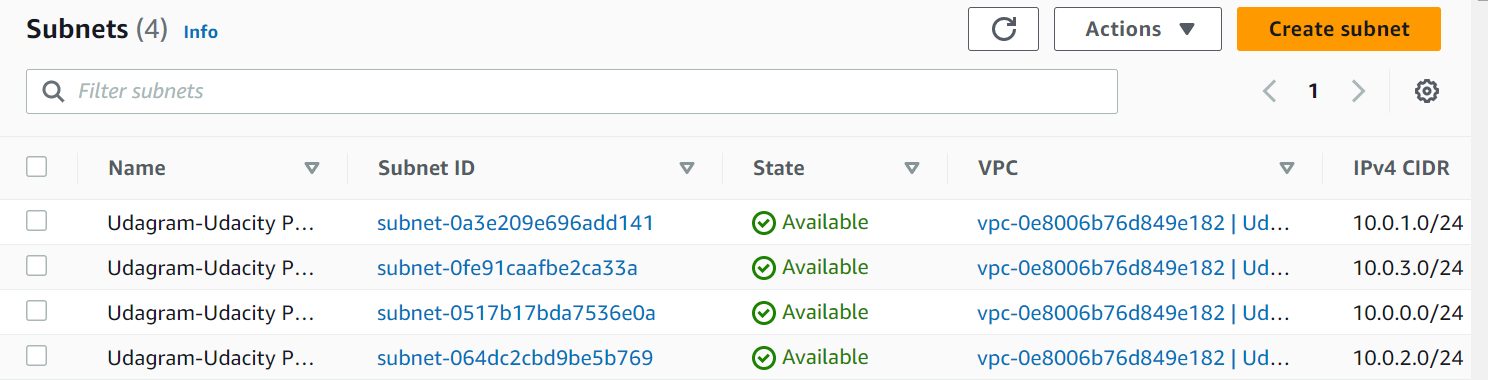 Subnets (4) Info Actions Create subnet
Filter subnets 1
Name Subnet ID State VPC IPv4 CIDR
Udagram-Udacity P... subnet-0a3e209e696add141 Available vpc-0e8006b76d849e182 | Ud... 10.0.1.0/24
Udagram-Udacity P... subnet-0fe91caafbe2ca33a Available vpc-0e8006b76d849e182 | Ud... 10.0.3.0/24
Udagram-Udacity P... subnet-0517b17bda7536e0a Available vpc-0e8006b76d849e182 | Ud... 10.0.0.0/24
Udagram-Udacity P... subnet-064dc2cbd9be5b769 Available vpc-0e8006b76d849e182 | Ud... 10.0.2.0/24